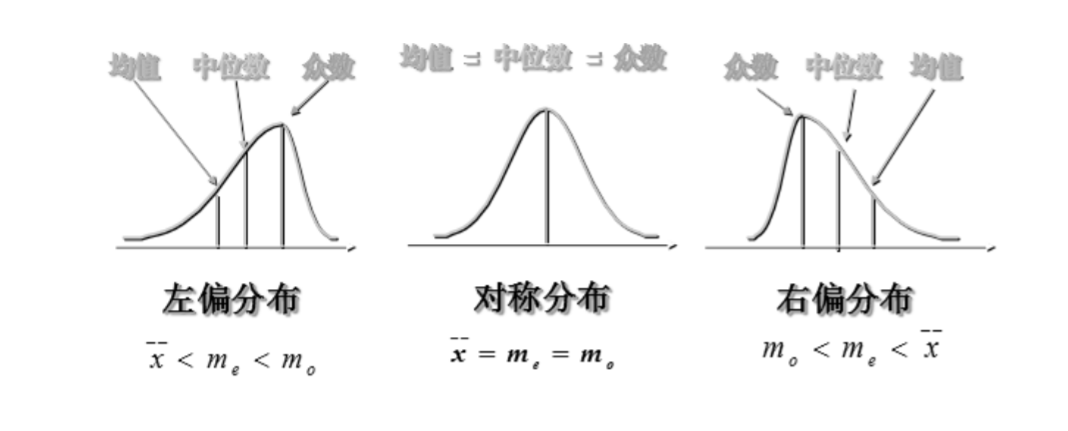 均值 中位数 众数
均值 = 中位数 = 众数
众数 中位数 均值
左偏分布
对称分布
右偏分布
x̄ < mₑ < mₒ
x̄ = mₑ = mₒ
mₒ < mₑ < x̄